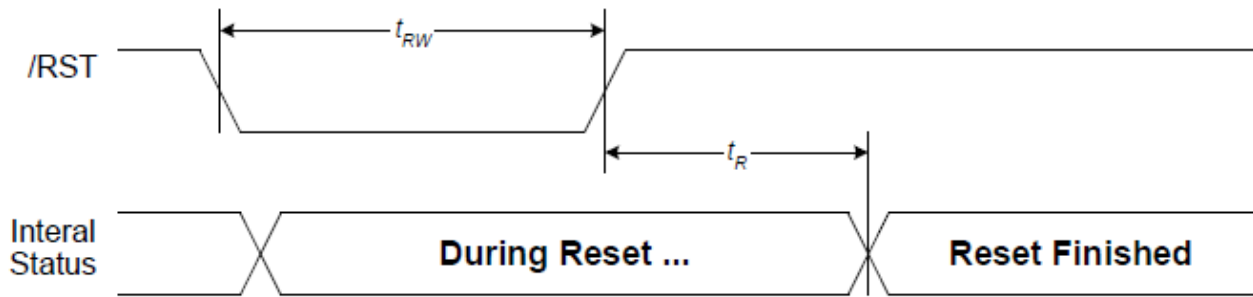 /RST
tRW
tR
Interal
Status
During Reset ...
Reset Finished